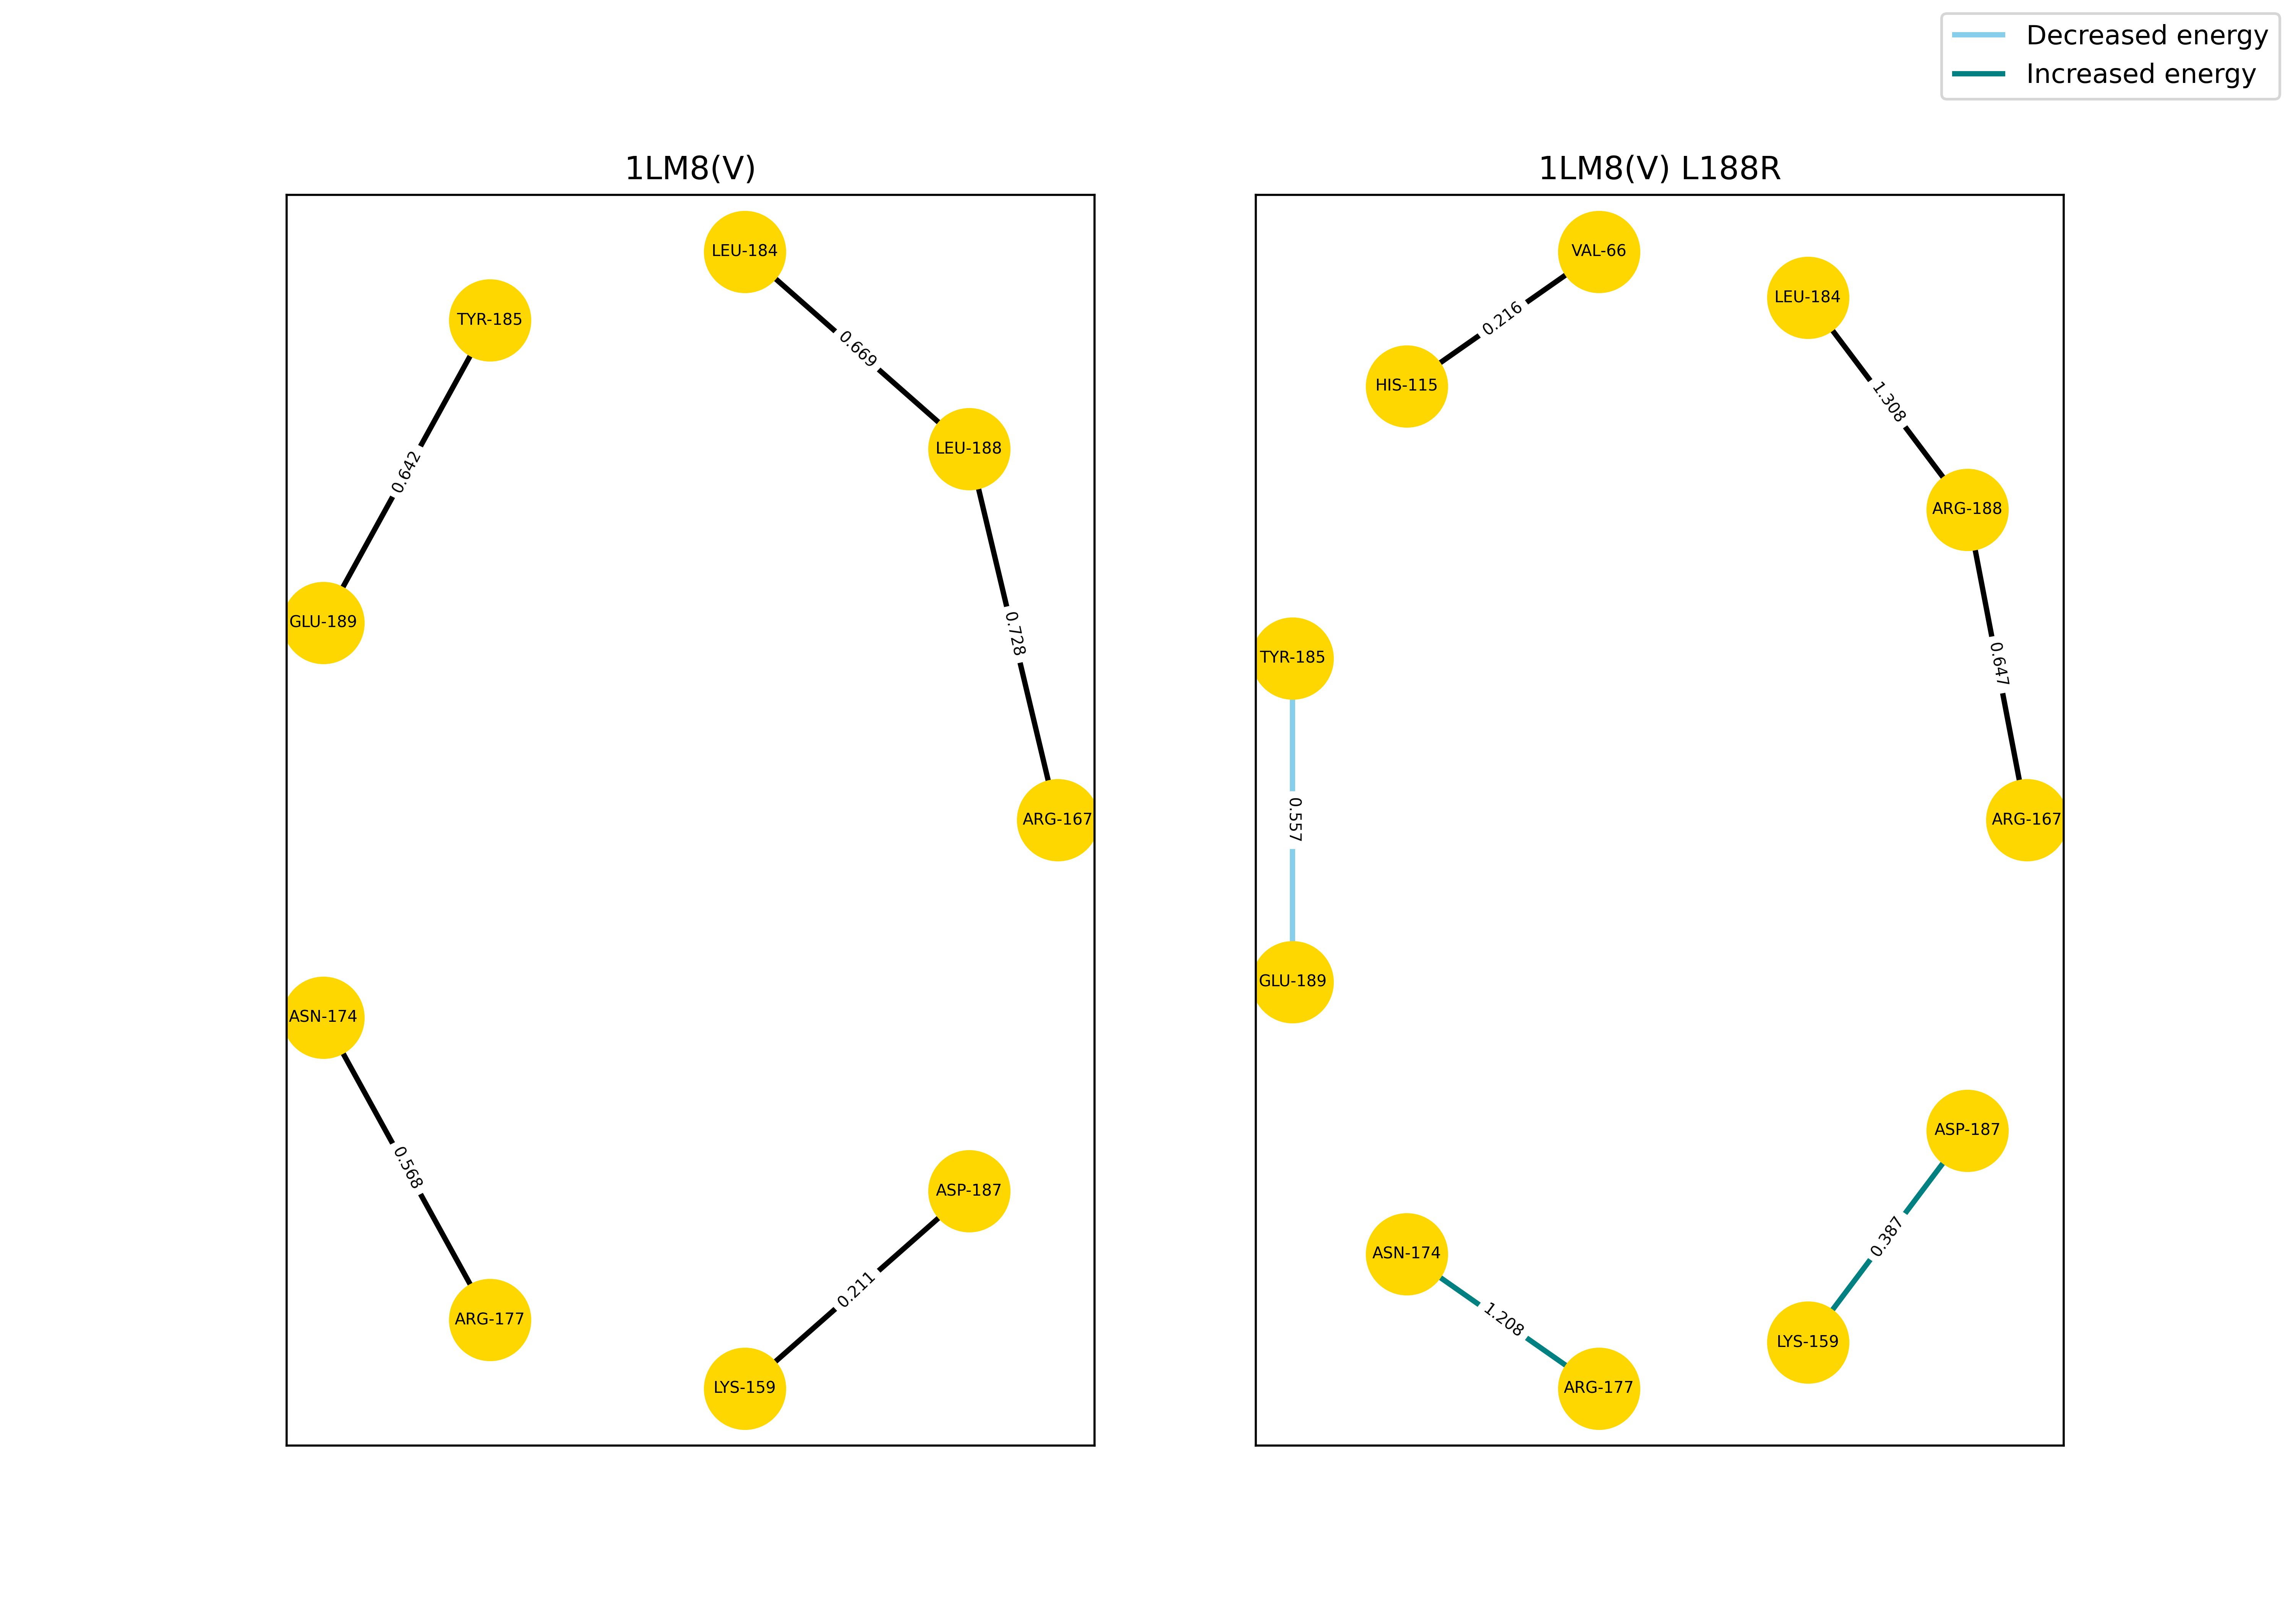 Decreased energy
Increased energy
1LM8(V)
LEU-184
TYR-185
0.669
LEU-188
0.642
GLU-189
0.728
ARG-167
ASN-174
0.568
ASP-187
0.211
ARG-177
LYS-159
1LM8(V) L188R
VAL-66
LEU-184
0.216
HIS-115
1.308
ARG-188
TYR-185
0.647
0.557
ARG-167
GLU-189
ASP-187
0.387
ASN-174
1.208
LYS-159
ARG-177